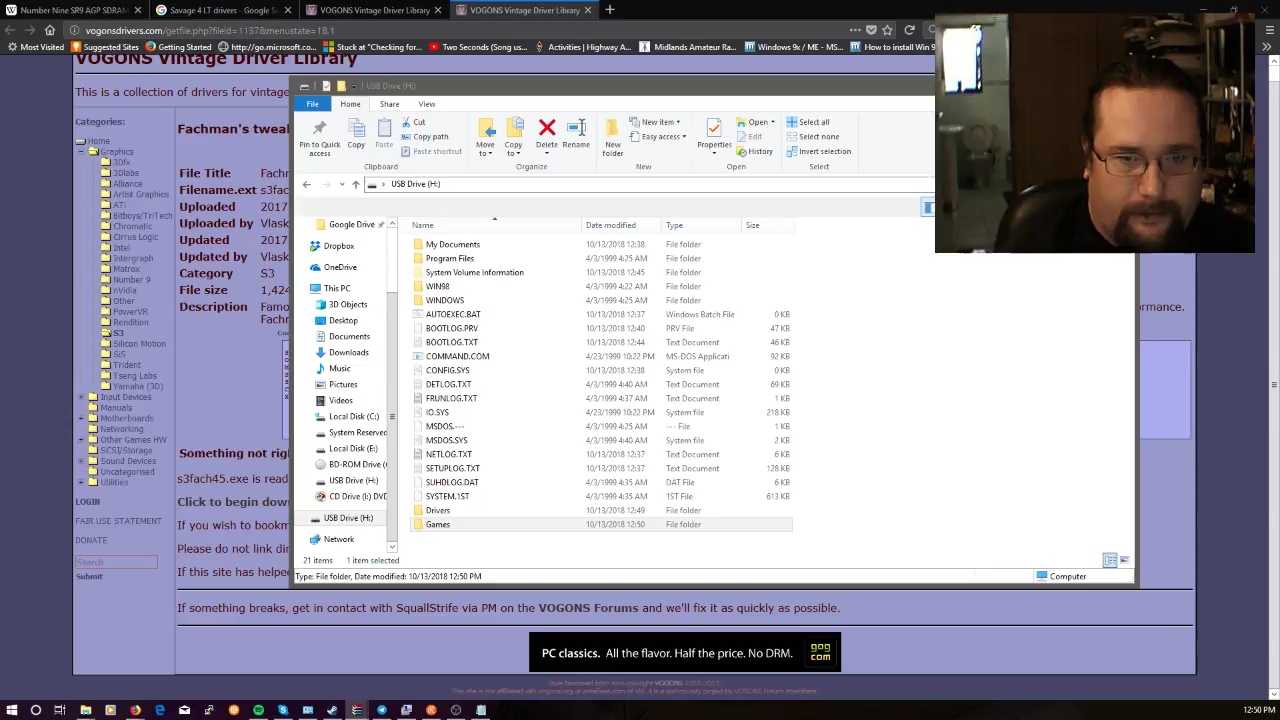 Number Nine SR9 AGP SDRAM
Savage 4 LT drivers - Google Se
VOGONS Vintage Driver Library
VOGONS Vintage Driver Library
vogonsdrivers.com/getfile.php?fileid=1137&menustate=18,1
Most Visited
Suggested Sites
Getting Started
http://go.microsoft.co...
Stuck at "Checking for...
Two Seconds (Song us...
Activities | Highway A...
Midlands Amateur Ra...
Windows 9x / ME - MS...
How to install Win 9
VOGONS Vintage Driver Library
This is a collection of drivers for vintage
Categories:
Home
Graphics
3Dfx
3Dlabs
Alliance
Artist Graphics
ATi
Bitboys/TriTech
Chromatic
Cirrus Logic
Intel
Intergraph
Matrox
Number 9
nVidia
Other
PowerVR
Rendition
S3
Silicon Motion
SiS
Trident
Tseng Labs
Yamaha (3D)
Input Devices
Manuals
Motherboards
Networking
Other Games HW
SCSI/Storage
Sound Devices
Uncategorised
Utilities
LOGIN
FAIR USE STATEMENT
DONATE
Search
Submit
Fachman's tweak
File Title Fachman
Filename.ext s3fac
Uploaded 2017
Updated 2017
Category S3
File size 1,424
Description Famo
Fachm
rmance.
Something not righ
s3fach45.exe is read
Click to begin down
If you wish to bookm
Please do not link dir
If this site has helpe
If something breaks, get in contact with SquallStrife via PM on the VOGONS Forums and we'll fix it as quickly as possible.
PC classics. All the flavor. Half the price. No DRM.
gog
com
USB Drive (H:)
File
Home
Share
View
Pin to Quick access
Copy
Paste
Cut
Copy path
Paste shortcut
Clipboard
Move to
Copy to
Delete
Rename
Organize
New folder
New item
Easy access
New
Properties
Open
Edit
History
Open
Select all
Select none
Invert selection
Select
USB Drive (H:)
Google Drive
Dropbox
OneDrive
This PC
3D Objects
Desktop
Documents
Downloads
Music
Pictures
Videos
Local Disk (C:)
System Reserved
Local Disk (E:)
BD-ROM Drive (
USB Drive (H:)
CD Drive (I:) DVD
USB Drive (H:)
Network
Name Date modified Type Size
My Documents 10/13/2018 12:38 File folder
Program Files 4/3/1999 4:25 AM File folder
System Volume Information 10/13/2018 12:45 File folder
WIN98 4/3/1999 4:22 AM File folder
WINDOWS 4/3/1999 4:25 AM File folder
AUTOEXEC.BAT 10/13/2018 12:37 Windows Batch File 0 KB
BOOTLOG.PRV 10/13/2018 12:40 PRV File 47 KB
BOOTLOG.TXT 10/13/2018 12:44 Text Document 46 KB
COMMAND.COM 4/23/1999 10:22 PM MS-DOS Applicati 92 KB
CONFIG.SYS 10/13/2018 12:38 System file 0 KB
DETLOG.TXT 4/3/1999 4:40 AM Text Document 69 KB
FRUNLOG.TXT 4/3/1999 4:37 AM Text Document 1 KB
IO.SYS 4/23/1999 10:22 PM System file 218 KB
MSDOS.--- 4/3/1999 4:25 AM --- File 1 KB
MSDOS.SYS 4/3/1999 4:40 AM System file 2 KB
NETLOG.TXT 10/13/2018 12:37 Text Document 6 KB
SETUPLOG.TXT 10/13/2018 12:37 Text Document 128 KB
SUHDLOG.DAT 4/3/1999 4:35 AM DAT File 6 KB
SYSTEM.1ST 4/3/1999 4:35 AM 1ST File 613 KB
Drivers 10/13/2018 12:49 File folder
Games 10/13/2018 12:50 File folder
21 items 1 item selected
Type: File folder, Date modified: 10/13/2018 12:50 PM
Computer
12:50 PM